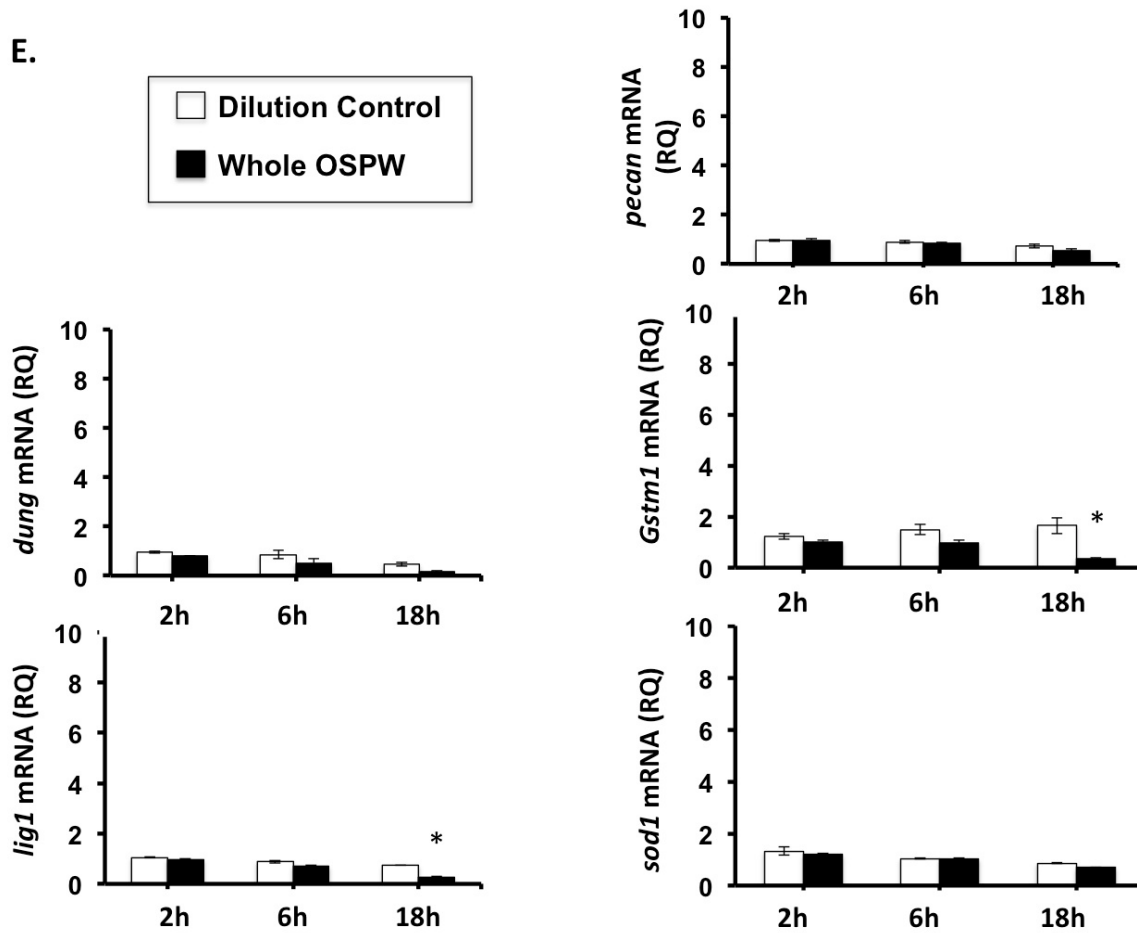 E.
Dilution Control
Whole OSPW
pecan mRNA
(RQ)
10
8
6
4
2
0
2h 6h 18h
dung mRNA (RQ)
10
8
6
4
2
0
2h 6h 18h
Gstm1 mRNA (RQ)
10
8
6
4
2
0
*
2h 6h 18h
lig1 mRNA (RQ)
10
8
6
4
2
0
*
2h 6h 18h
sod1 mRNA (RQ)
10
8
6
4
2
0
2h 6h 18h